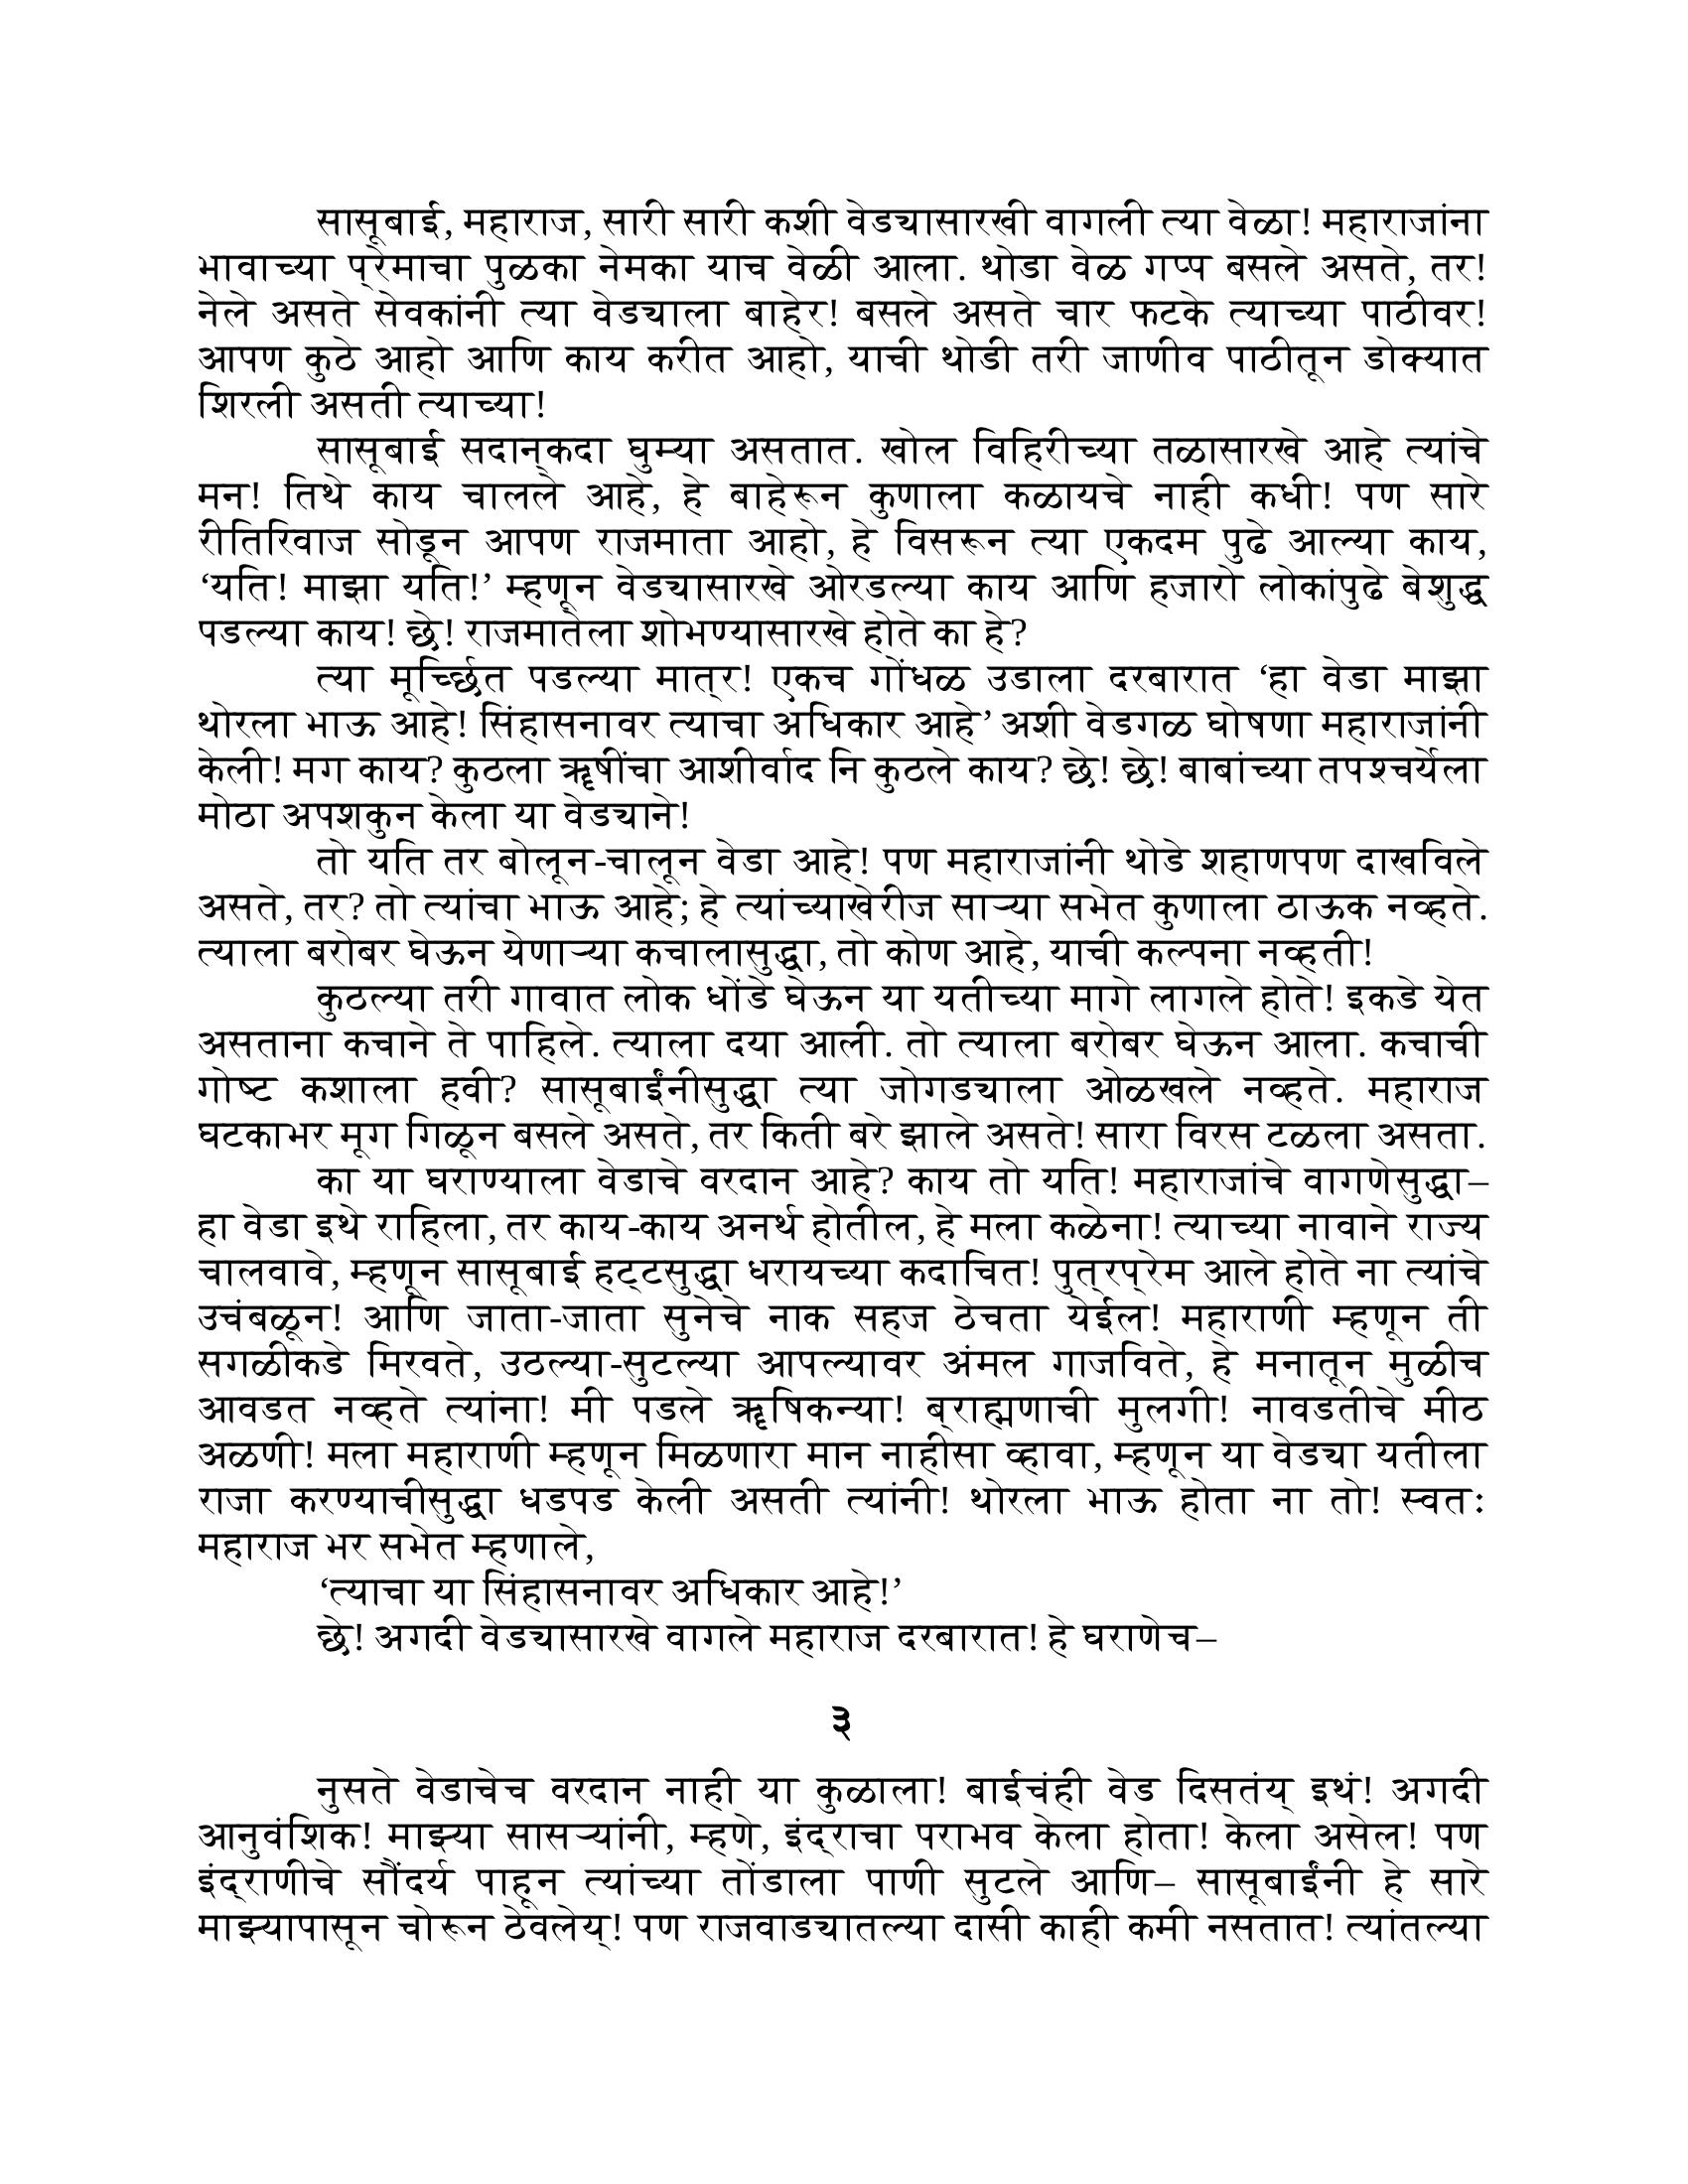 सासूबाई, महाराज, सारी सारी कशी वेड्यासारखी वागली त्या वेळा! महाराजांना
भावाच्या प्रेमाचा पुळका नेमका याच वेळी आला. थोडा वेळ गप्प बसले असते, तर!
नेले असते सेवकांनी त्या वेड्याला बाहेर! बसले असते चार फटके त्याच्या पाठीवर!
आपण कुठे आहो आणि काय करीत आहो, याची थोडी तरी जाणीव पाठीतून डोक्यात
शिरली असती त्याच्या!
सासूबाई सदान्‌कदा घुम्या असतात. खोल विहिरीच्या तळासारखे आहे त्यांचे
मन! तिथे काय चालले आहे, हे बाहेरून कुणाला कळायचे नाही कधी! पण सारे
रीतिरिवाज सोडून आपण राजमाता आहो, हे विसरून त्या एकदम पुढे आल्या काय,
‘यति! माझा यति!’ म्हणून वेड्यासारखे ओरडल्या काय आणि हजारो लोकांपुढे बेशुद्ध
पडल्या काय! छे! राजमातेला शोभण्यासारखे होते का हे?
त्या मूर्च्छित पडल्या मात्र! एकच गोंधळ उडाला दरबारात ‘हा वेडा माझा
थोरला भाऊ आहे! सिंहासनावर त्याचा अधिकार आहे’ अशी वेडगळ घोषणा महाराजांनी
केली! मग काय? कुठला ॠषींचा आशीर्वाद नि कुठले काय? छे! छे! बाबांच्या तपश्चर्येला
मोठा अपशकुन केला या वेड्याने!
तो यति तर बोलून-चालून वेडा आहे! पण महाराजांनी थोडे शहाणपण दाखविले
असते, तर? तो त्यांचा भाऊ आहे; हे त्यांच्याखेरीज साऱ्या सभेत कुणाला ठाऊक नव्हते.
त्याला बरोबर घेऊन येणाऱ्या कचालासुद्धा, तो कोण आहे, याची कल्पना नव्हती!
कुठल्या तरी गावात लोक धोंडे घेऊन या यतीच्या मागे लागले होते! इकडे येत
असताना कचाने ते पाहिले. त्याला दया आली. तो त्याला बरोबर घेऊन आला. कचाची
गोष्ट कशाला हवी? सासूबाईंनीसुद्धा त्या जोगड्याला ओळखले नव्हते. महाराज
घटकाभर मूग गिळून बसले असते, तर किती बरे झाले असते! सारा विरस टळला असता.
का या घराण्याला वेडाचे वरदान आहे? काय तो यति! महाराजांचे वागणेसुद्धा–
हा वेडा इथे राहिला, तर काय-काय अनर्थ होतील, हे मला कळेना! त्याच्या नावाने राज्य
चालवावे, म्हणून सासूबाई हट्टसुद्धा धरायच्या कदाचित! पुत्रप्रेम आले होते ना त्यांचे
उचंबळून! आणि जाता-जाता सुनेचे नाक सहज ठेचता येईल! महाराणी म्हणून ती
सगळीकडे मिरवते, उठल्या-सुटल्या आपल्यावर अंमल गाजविते, हे मनातून मुळीच
आवडत नव्हते त्यांना! मी पडले ॠषिकन्या! ब्राह्मणाची मुलगी! नावडतीचे मीठ
अळणी! मला महाराणी म्हणून मिळणारा मान नाहीसा व्हावा, म्हणून या वेड्या यतीला
राजा करण्याचीसुद्धा धडपड केली असती त्यांनी! थोरला भाऊ होता ना तो! स्वतः
महाराज भर सभेत म्हणाले,
‘त्याचा या सिंहासनावर अधिकार आहे!’
छे! अगदी वेड्यासारखे वागले महाराज दरबारात! हे घराणेच–
३
नुसते वेडाचेच वरदान नाही या कुळाला! बाईचंही वेड दिसतंय् इथं! अगदी
आनुवंशिक! माझ्या सासऱ्यांनी, म्हणे, इंद्राचा पराभव केला होता! केला असेल! पण
इंद्राणीचे सौंदर्य पाहून त्यांच्या तोंडाला पाणी सुटले आणि– सासूबाईंनी हे सारे
माझ्यापासून चोरून ठेवलेय्! पण राजवाड्यातल्या दासी काही कमी नसतात! त्यांतल्या